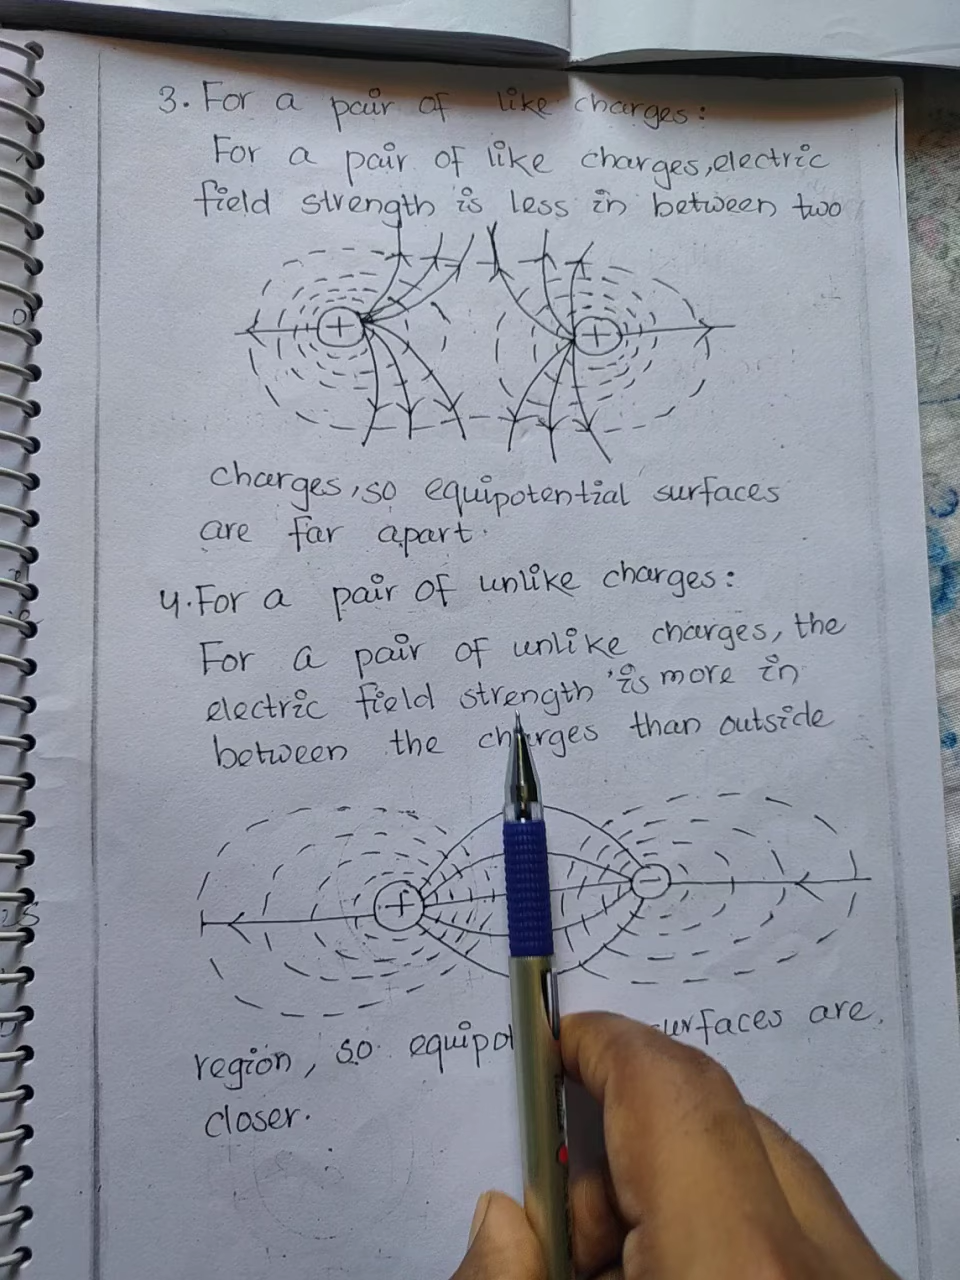 3. For a pair of like charges:
For a pair of like charges, electric
field strength is less in between two
+ +
charges, so equipotential surfaces
are far apart.
4. For a pair of unlike charges:
For a pair of unlike charges, the
electric field strength is more in
between the charges than outside
+ −
region, so surfaces are
closer.